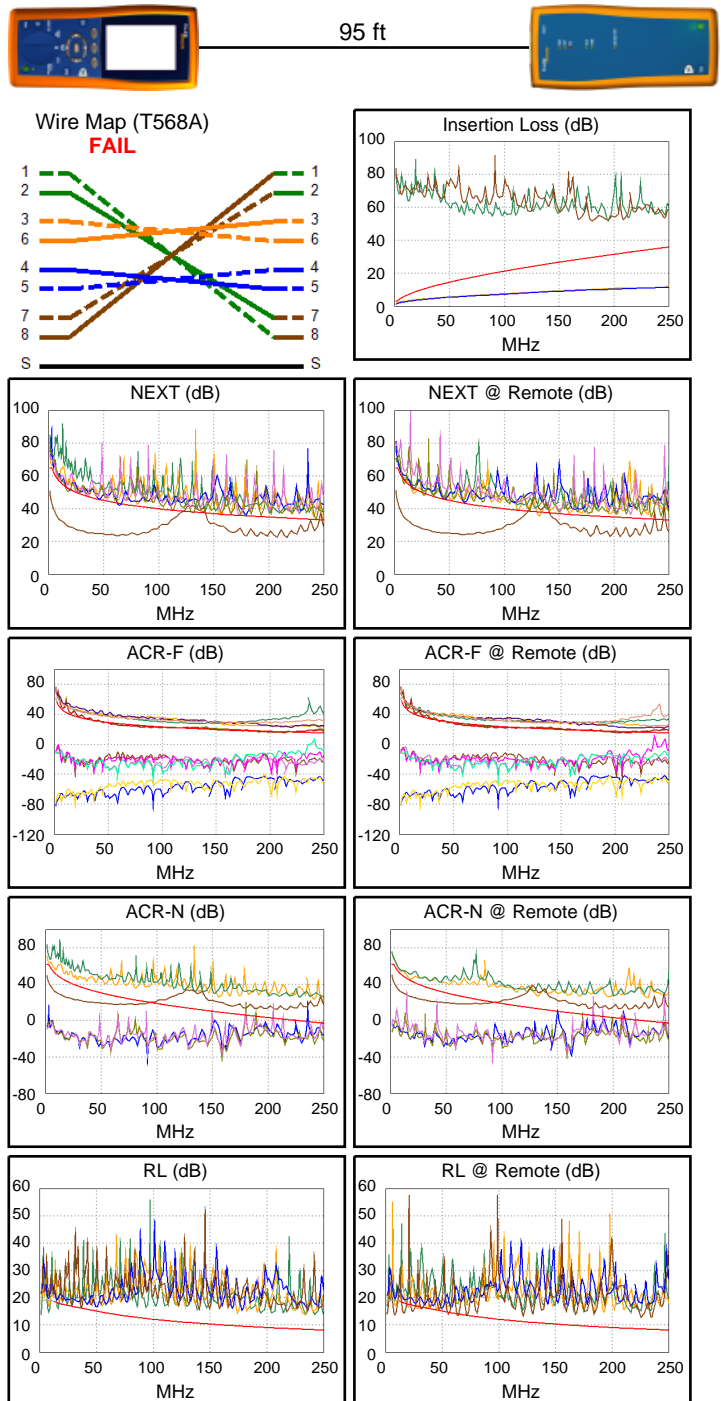 95 ft
Wire Map (T568A)
FAIL
1 1
2 2
3 3
6 6
4 4
5 5
7 7
8 8
S S
Insertion Loss (dB)
100
80
60
40
20
0
0 50 100 150 200 250
MHz
NEXT (dB)
100
80
60
40
20
0
0 50 100 150 200 250
MHz
NEXT @ Remote (dB)
100
80
60
40
20
0
0 50 100 150 200 250
MHz
ACR-F (dB)
80
40
0
-40
-80
-120
0 50 100 150 200 250
MHz
ACR-F @ Remote (dB)
80
40
0
-40
-80
-120
0 50 100 150 200 250
MHz
ACR-N (dB)
80
40
0
-40
-80
0 50 100 150 200 250
MHz
ACR-N @ Remote (dB)
80
40
0
-40
-80
0 50 100 150 200 250
MHz
RL (dB)
60
50
40
30
20
10
0
0 50 100 150 200 250
MHz
RL @ Remote (dB)
60
50
40
30
20
10
0
0 50 100 150 200 250
MHz